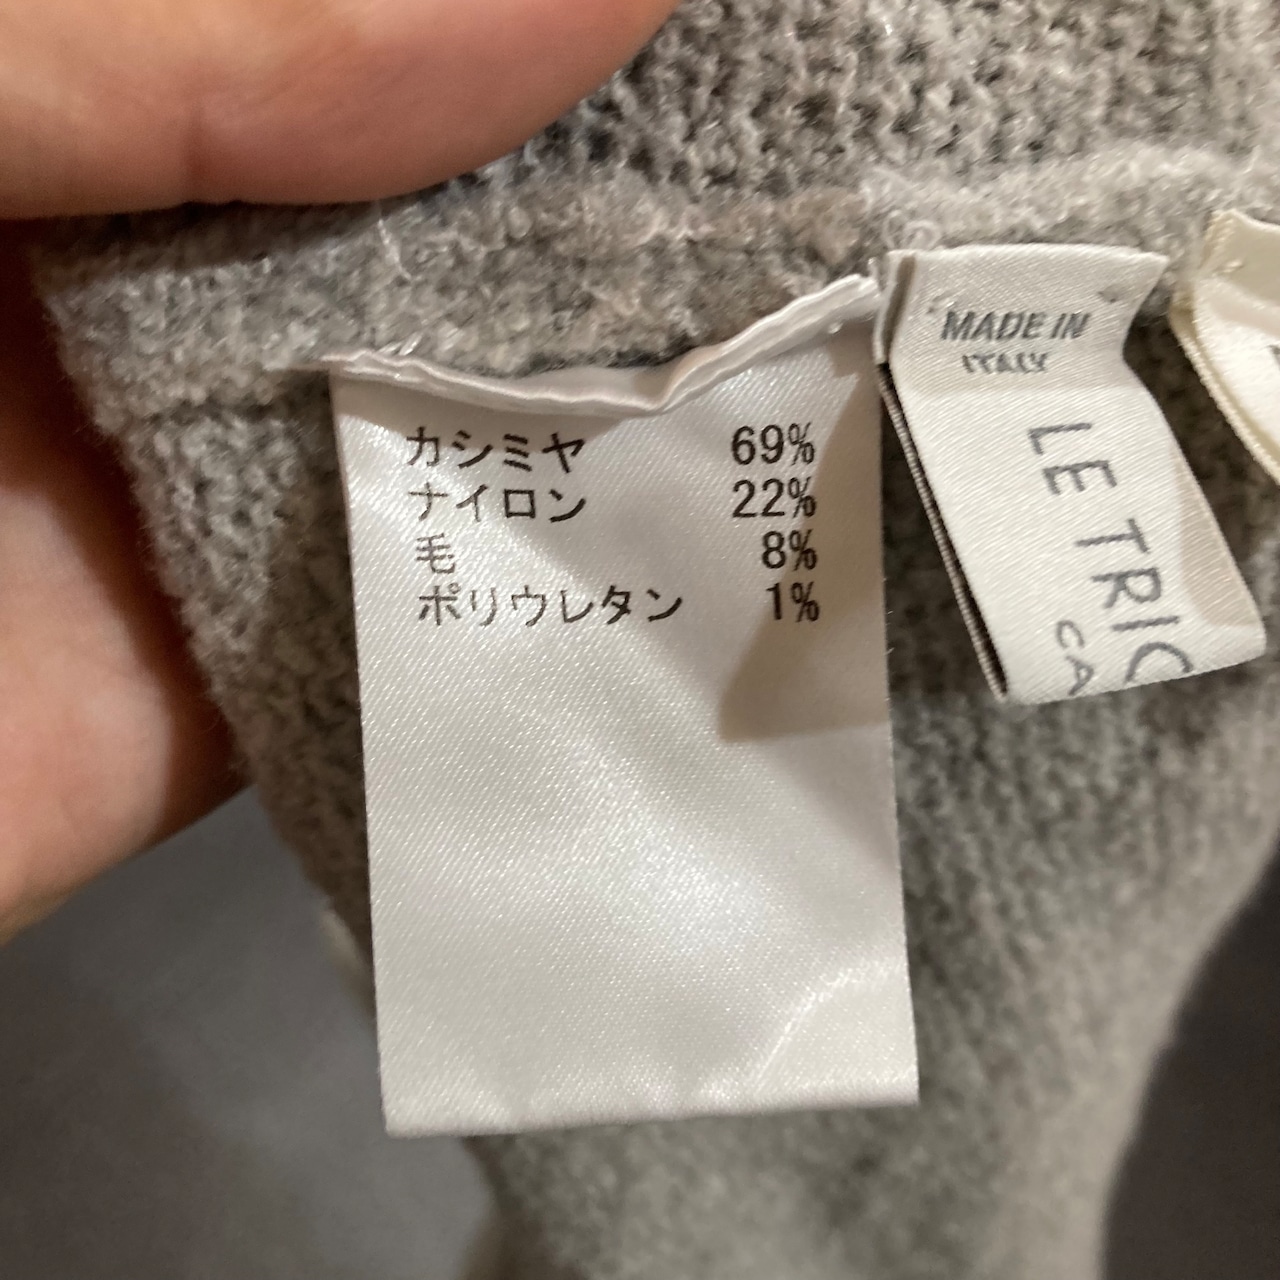 カシミヤ 69%
ナイロン 22%
毛 8%
ポリウレタン 1%
MADE IN
ITALY
LE TRIC
CA